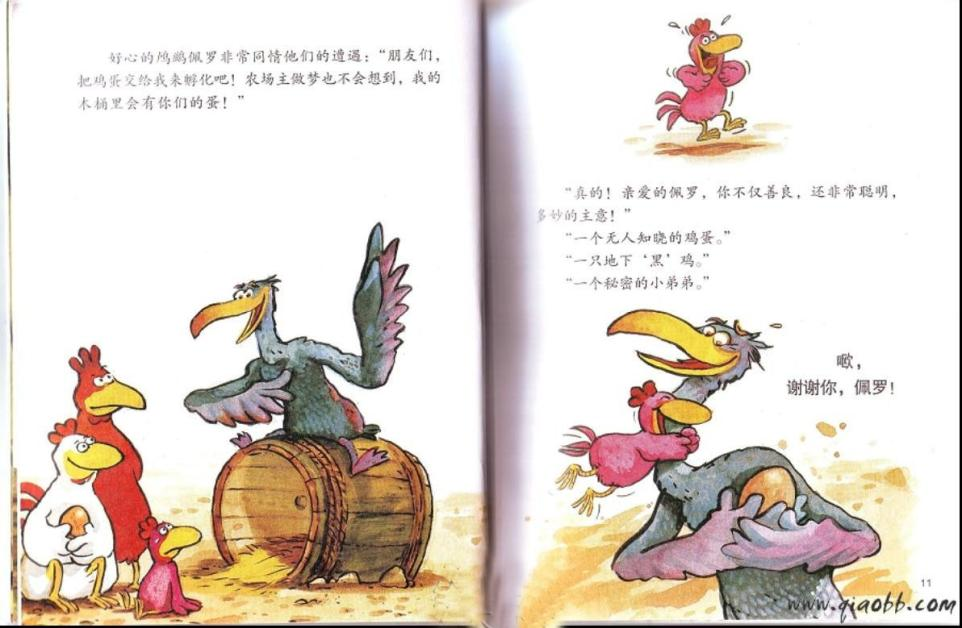 好心的鸬鹚佩罗非常同情他们的遭遇:“朋友们,
把鸡蛋交给我来孵化吧!农场主做梦也不会想到,我的
木桶里会有你们的蛋!”
“真的!亲爱的佩罗,你不仅善良,还非常聪明,
多妙的主意!”
“一个无人知晓的鸡蛋。”
“一只地下‘黑’鸡。”
“一个秘密的小弟弟。”
噢,
谢谢你,佩罗!
11
www.qiaobb.com